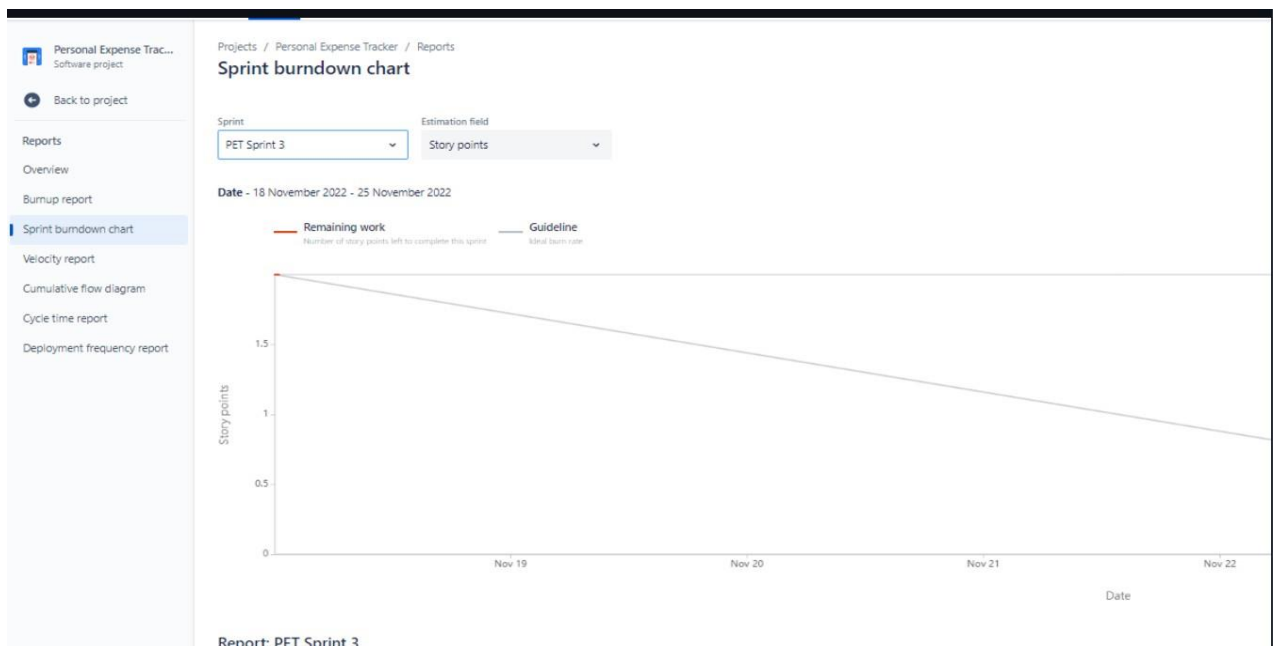 Personal Expense Trac...
Software project
Back to project
Reports
Overview
Burnup report
Sprint burndown chart
Velocity report
Cumulative flow diagram
Cycle time report
Deployment frequency report
Projects / Personal Expense Tracker / Reports
Sprint burndown chart
Sprint
Estimation field
PET Sprint 3
Story points
Date - 18 November 2022 - 25 November 2022
Remaining work
Number of story points left to complete this sprint
Guideline
Ideal burn rate
Story points
1.5
1
0.5
0
Nov 19
Nov 20
Nov 21
Nov 22
Date
Report: PET Sprint 3